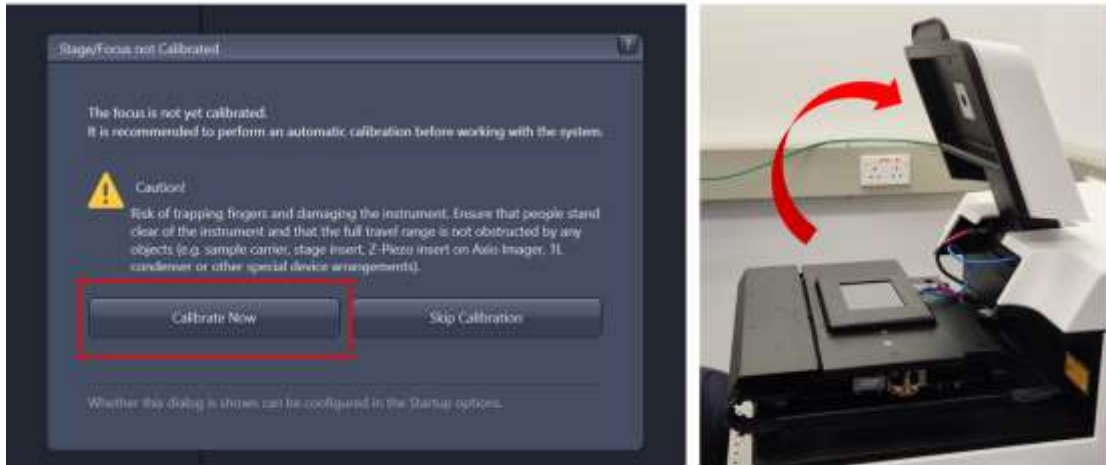 Stage/Focus not Calibrated
?
The focus is not yet calibrated.
It is recommended to perform an automatic calibration before working with the system.
Caution!
Risk of trapping fingers and damaging the instrument. Ensure that people stand
clear of the instrument and that the full travel range is not obstructed by any
objects (e.g. sample carrier, stage insert, Z-Piezo insert on Axio Imager, TL
condenser or other special device arrangements).
Calibrate Now
Skip Calibration
Whether this dialog is shown can be configured in the Startup options.